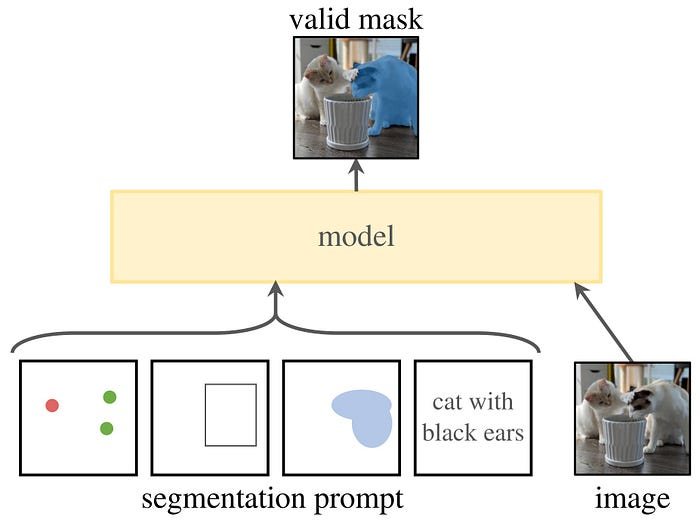 valid mask
model
cat with
black ears
segmentation prompt
image